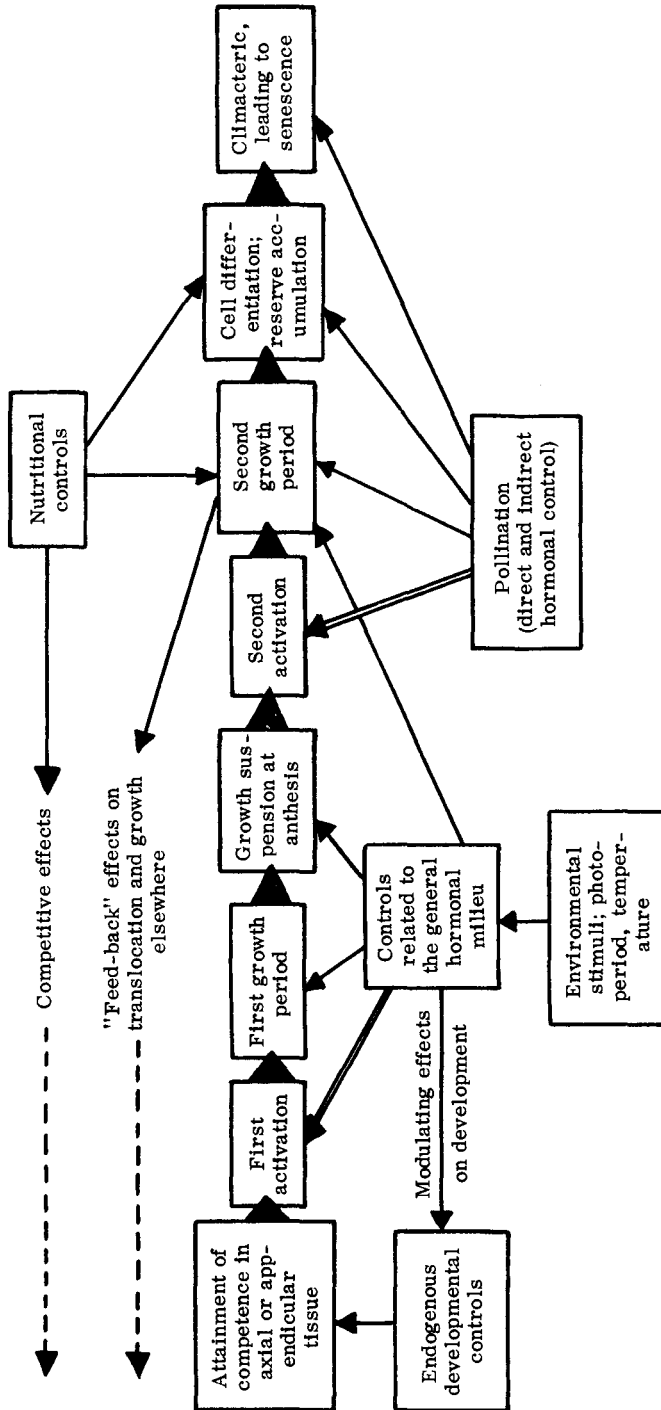 Nutritional
controls
Competitive effects
"Feed-back" effects on
translocation and growth
elsewhere
Attainment of
competence in
axial or app-
endicular
tissue
First
activation
First growth
period
Growth sus-
pension at
anthesis
Second
activation
Second
growth
period
Cell differ-
entiation;
reserve acc-
umulation
Climacteric,
leading to
senescence
Modulating effects
on development
Controls
related to
the general
hormonal
milieu
Endogenous
developmental
controls
Environmental
stimuli; photo-
period, temper-
ature
Pollination
(direct and indirect
hormonal control)